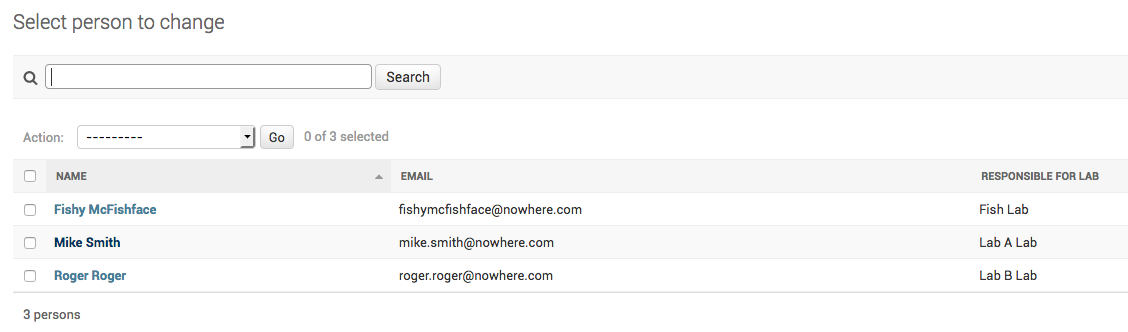 Select person to change
Search
Action: --------- Go 0 of 3 selected
NAME EMAIL RESPONSIBLE FOR LAB
Fishy McFishface fishymcfishface@nowhere.com Fish Lab
Mike Smith mike.smith@nowhere.com Lab A Lab
Roger Roger roger.roger@nowhere.com Lab B Lab
3 persons